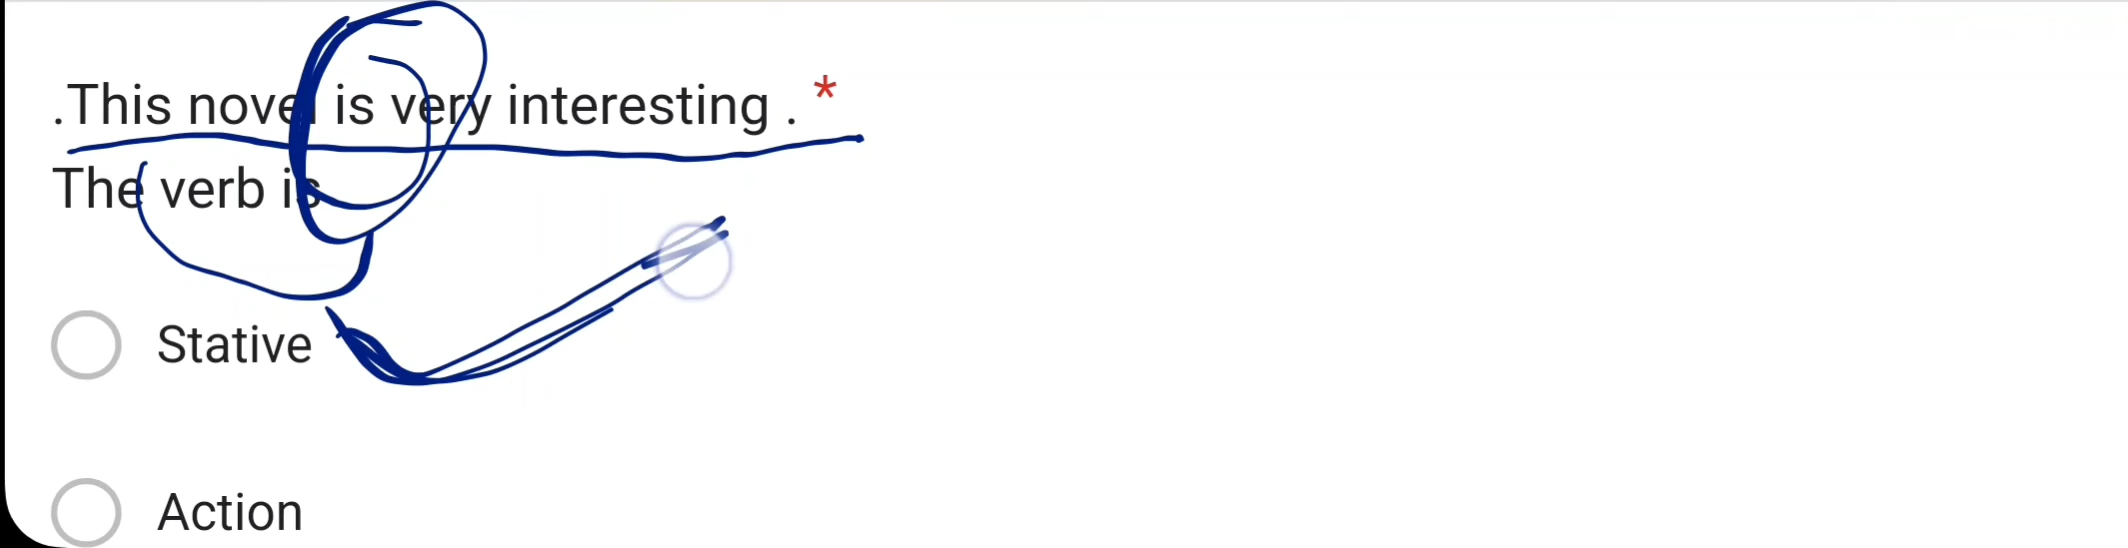 .This novel is very interesting . *
The verb is
Stative
Action